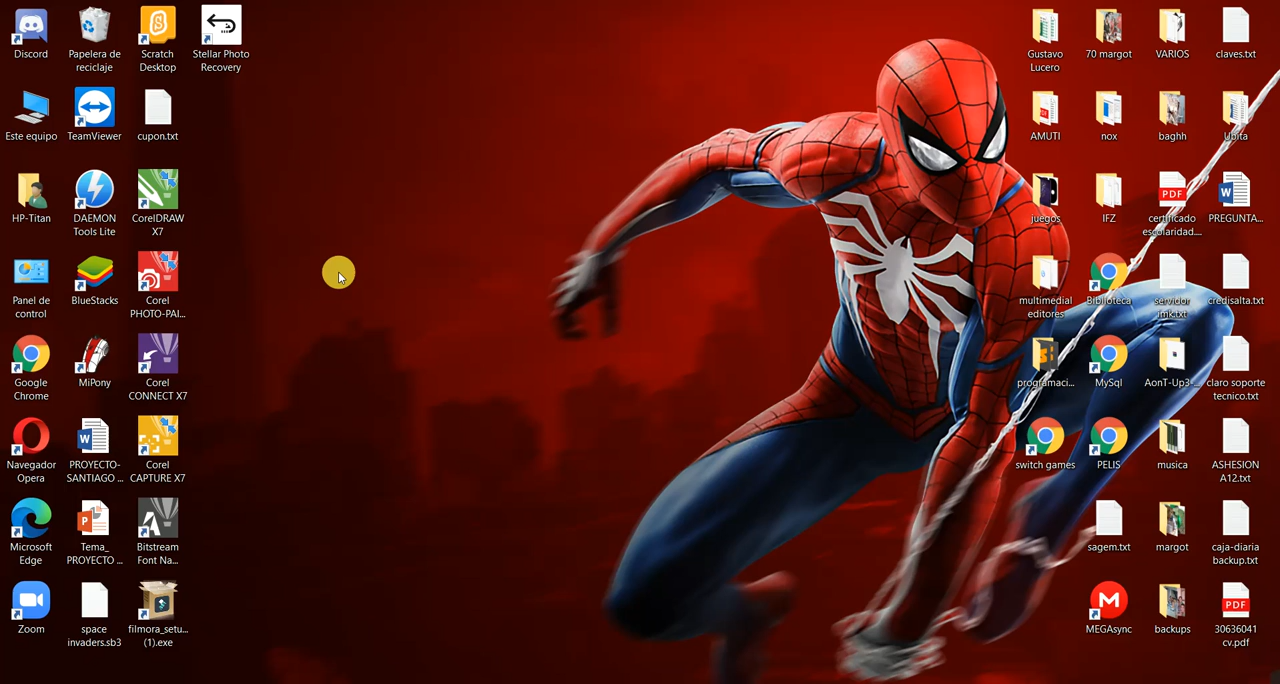 Discord
Papelera de
reciclaje
Scratch
Desktop
Stellar Photo
Recovery
Este equipo
TeamViewer
cupon.txt
HP-Titan
DAEMON
Tools Lite
CorelDRAW
X7
Panel de
control
BlueStacks
Corel
PHOTO-PAI...
Google
Chrome
MiPony
Corel
CONNECT X7
Navegador
Opera
PROYECTO-
SANTIAGO ...
Corel
CAPTURE X7
Microsoft
Edge
Tema_
PROYECTO ...
Bitstream
Font Na...
Zoom
space
invaders.sb3
filmora_setu...
(1).exe
Gustavo
Lucero
70 margot
VARIOS
claves.txt
AMUTI
nox
baghh
Ubita
juegos
IFZ
PDF
certificado
escolaridad....
PREGUNTA...
multimedial
editores
Biblioteca
servidor
imk.txt
credisalta.txt
programaci...
MySql
AonT-Up3-...
claro soporte
tecnico.txt
switch games
PELIS
musica
ASHESION
A12.txt
sagem.txt
margot
caja-diaria
backup.txt
MEGAsync
backups
PDF
30636041
cv.pdf